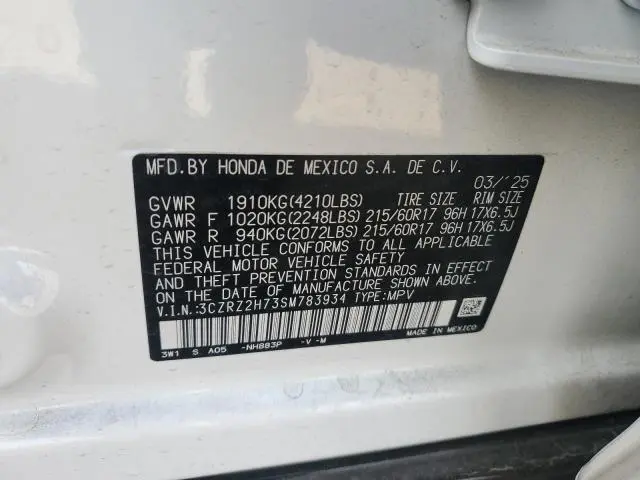 MFD.BY HONDA DE MEXICO S.A. DE C.V.
03/'25
GVWR 1910KG(4210LBS) TIRE SIZE RIM SIZE
GAWR F 1020KG(2248LBS) 215/60R17 96H 17X6.5J
GAWR R 940KG(2072LBS) 215/60R17 96H 17X6.5J
THIS VEHICLE CONFORMS TO ALL APPLICABLE
FEDERAL MOTOR VEHICLE SAFETY
AND THEFT PREVENTION STANDARDS IN EFFECT
ON THE DATE OF MANUFACTURE SHOWN ABOVE.
V.I.N.:3CZRZ2H73SM783934 TYPE:MPV
3W1 S A05 -NH883P -V -M MADE IN MEXICO